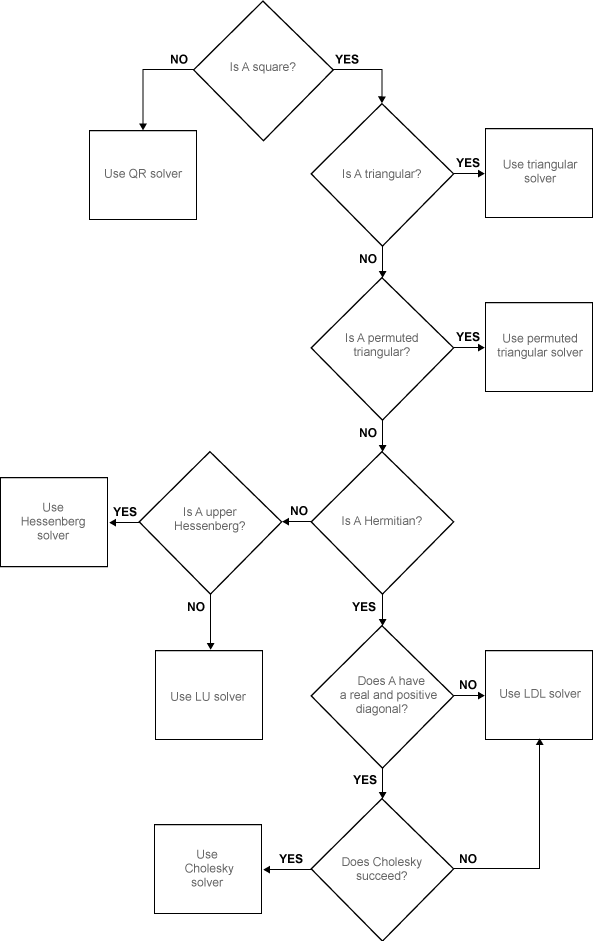 Is A square?
NO
YES
Use QR solver
Is A triangular?
YES
Use triangular
solver
NO
Is A permuted
triangular?
YES
Use permuted
triangular solver
NO
Is A Hermitian?
NO
Is A upper
Hessenberg?
YES
Use
Hessenberg
solver
NO
Use LU solver
YES
Does A have
a real and positive
diagonal?
NO
Use LDL solver
YES
Does Cholesky
succeed?
YES
Use
Cholesky
solver
NO